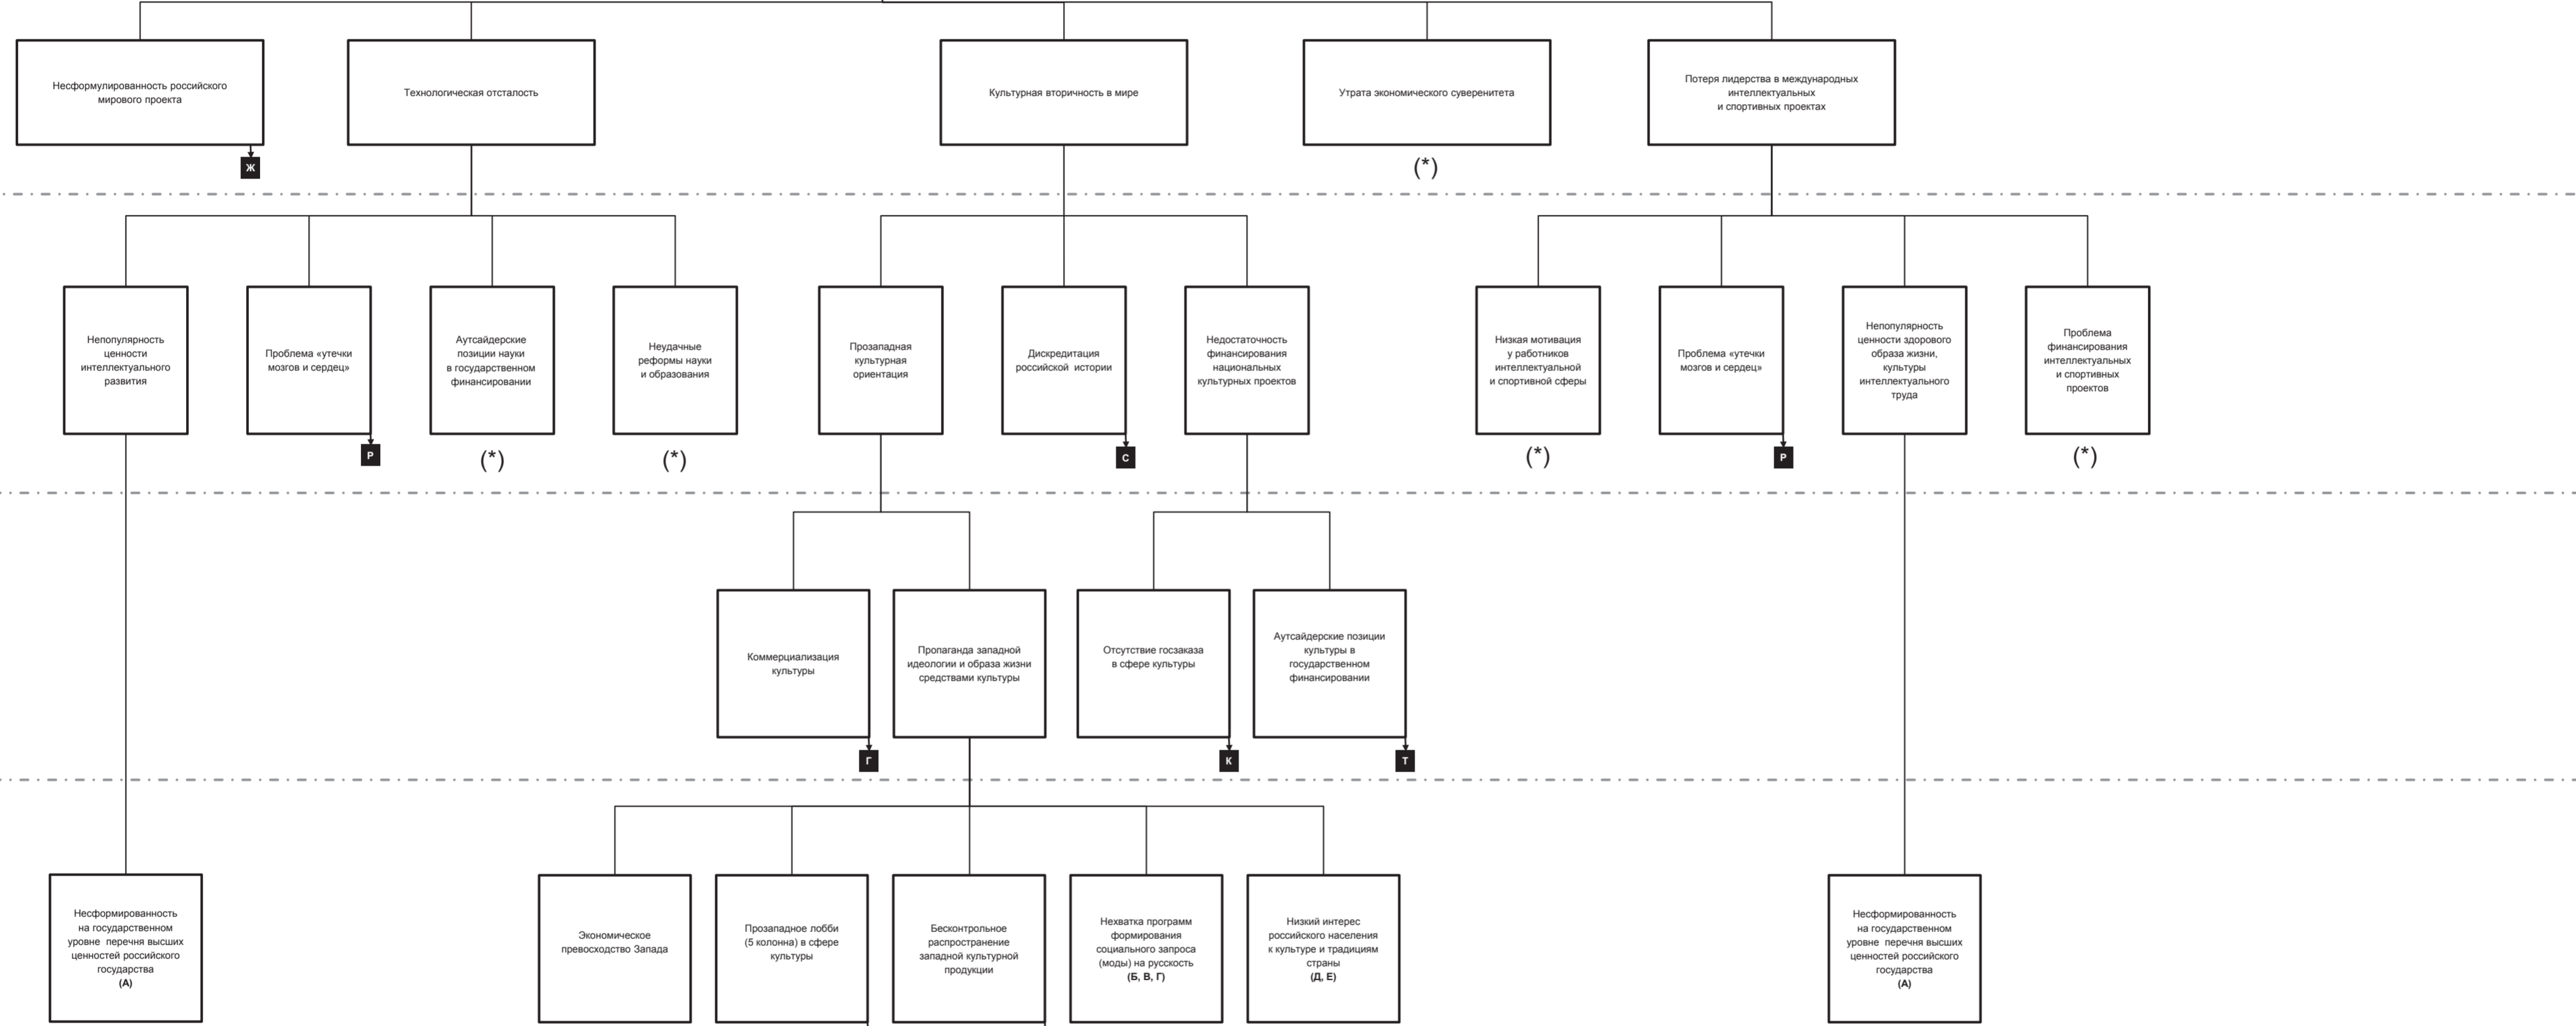 Несформулированность российского
мирового проекта
Ж
Технологическая отсталость
Культурная вторичность в мире
Утрата экономического суверенитета
(*)
Потеря лидерства в международных
интеллектуальных
и спортивных проектах
Непопулярность
ценности
интеллектуального
развития
Проблема «утечки
мозгов и сердец»
Р
Аутсайдерские
позиции науки
в государственном
финансировании
(*)
Неудачные
реформы науки
и образования
(*)
Прозападная
культурная
ориентация
Дискредитация
российской истории
С
Недостаточность
финансирования
национальных
культурных проектов
Низкая мотивация
у работников
интеллектуальной
и спортивной сферы
(*)
Проблема «утечки
мозгов и сердец»
Р
Непопулярность
ценности здорового
образа жизни,
культуры
интеллектуального
труда
Проблема
финансирования
интеллектуальных
и спортивных
проектов
(*)
Коммерциализация
культуры
Г
Пропаганда западной
идеологии и образа жизни
средствами культуры
Отсутствие госзаказа
в сфере культуры
К
Аутсайдерские позиции
культуры в
государственном
финансировании
Т
Несформированность
на государственном
уровне перечня высших
ценностей российского
государства
(А)
Экономическое
превосходство Запада
Прозападное лобби
(5 колонна) в сфере
культуры
Бесконтрольное
распространение
западной культурной
продукции
Нехватка программ
формирования
социального запроса
(моды) на русскость
(Б, В, Г)
Низкий интерес
российского населения
к культуре и традициям
страны
(Д, Е)
Несформированность
на государственном
уровне перечня высших
ценностей российского
государства
(А)